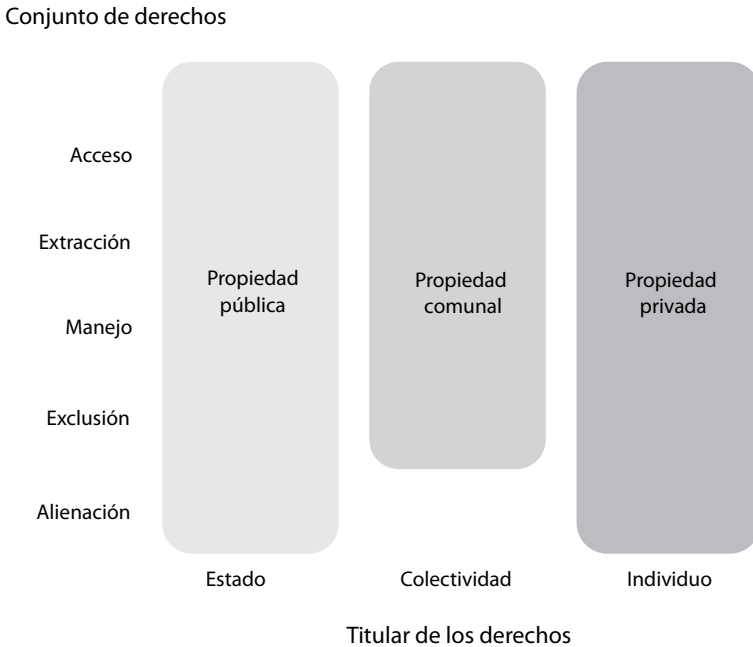 Conjunto de derechos
Acceso
Extracción
Manejo
Exclusión
Alienación
Propiedad
pública
Propiedad
comunal
Propiedad
privada
Estado
Colectividad
Individuo
Titular de los derechos